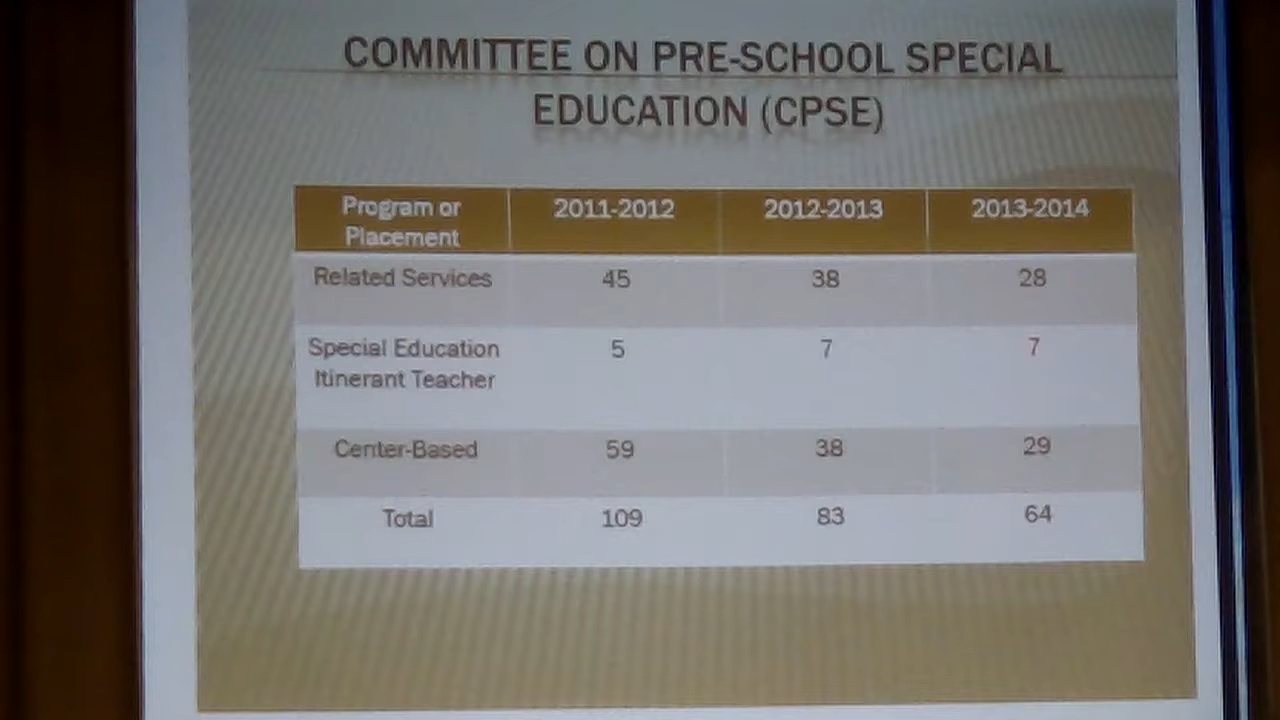 COMMITTEE ON PRE-SCHOOL SPECIAL
EDUCATION (CPSE)
Program or Placement 2011-2012 2012-2013 2013-2014
Related Services 45 38 28
Special Education Itinerant Teacher 5 7 7
Center-Based 59 38 29
Total 109 83 64